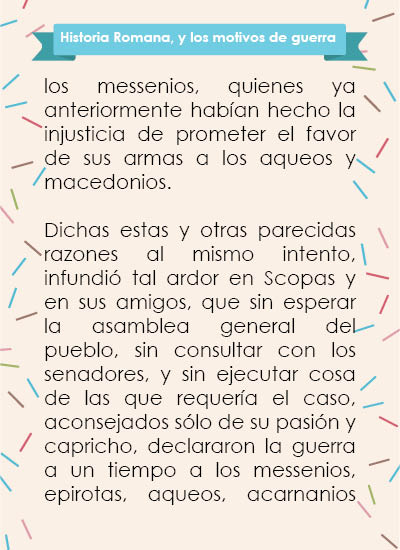 Historia Romana, y los motivos de guerra
los messenios, quienes ya
anteriormente habían hecho la
injusticia de prometer el favor
de sus armas a los aqueos y
macedonios.
Dichas estas y otras parecidas
razones al mismo intento,
infundió tal ardor en Scopas y
en sus amigos, que sin esperar
la asamblea general del
pueblo, sin consultar con los
senadores, y sin ejecutar cosa
de las que requería el caso,
aconsejados sólo de su pasión y
capricho, declararon la guerra
a un tiempo a los messenios,
epirotas, aqueos, acarnanios